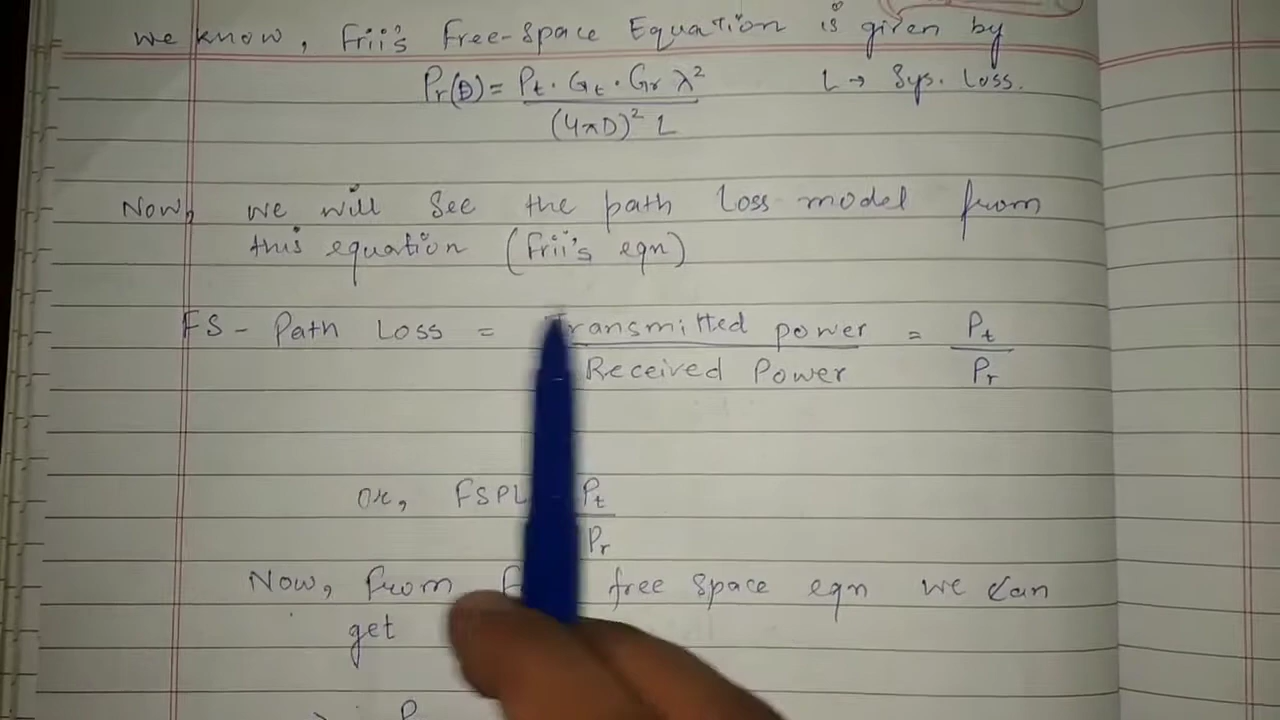 we know, Frii's Free-Space Equation is given by
Pr(D) = Pt . Gt . Gr λ² L → Sys. Loss.
(4πD)² L
Now, we will see the path loss model from
this equation (Frii's eqn)
FS - Path Loss = Transmitted power = Pt
Received Power Pr
or, FSPL Pt
Pr
Now, from free space eqn we can
get